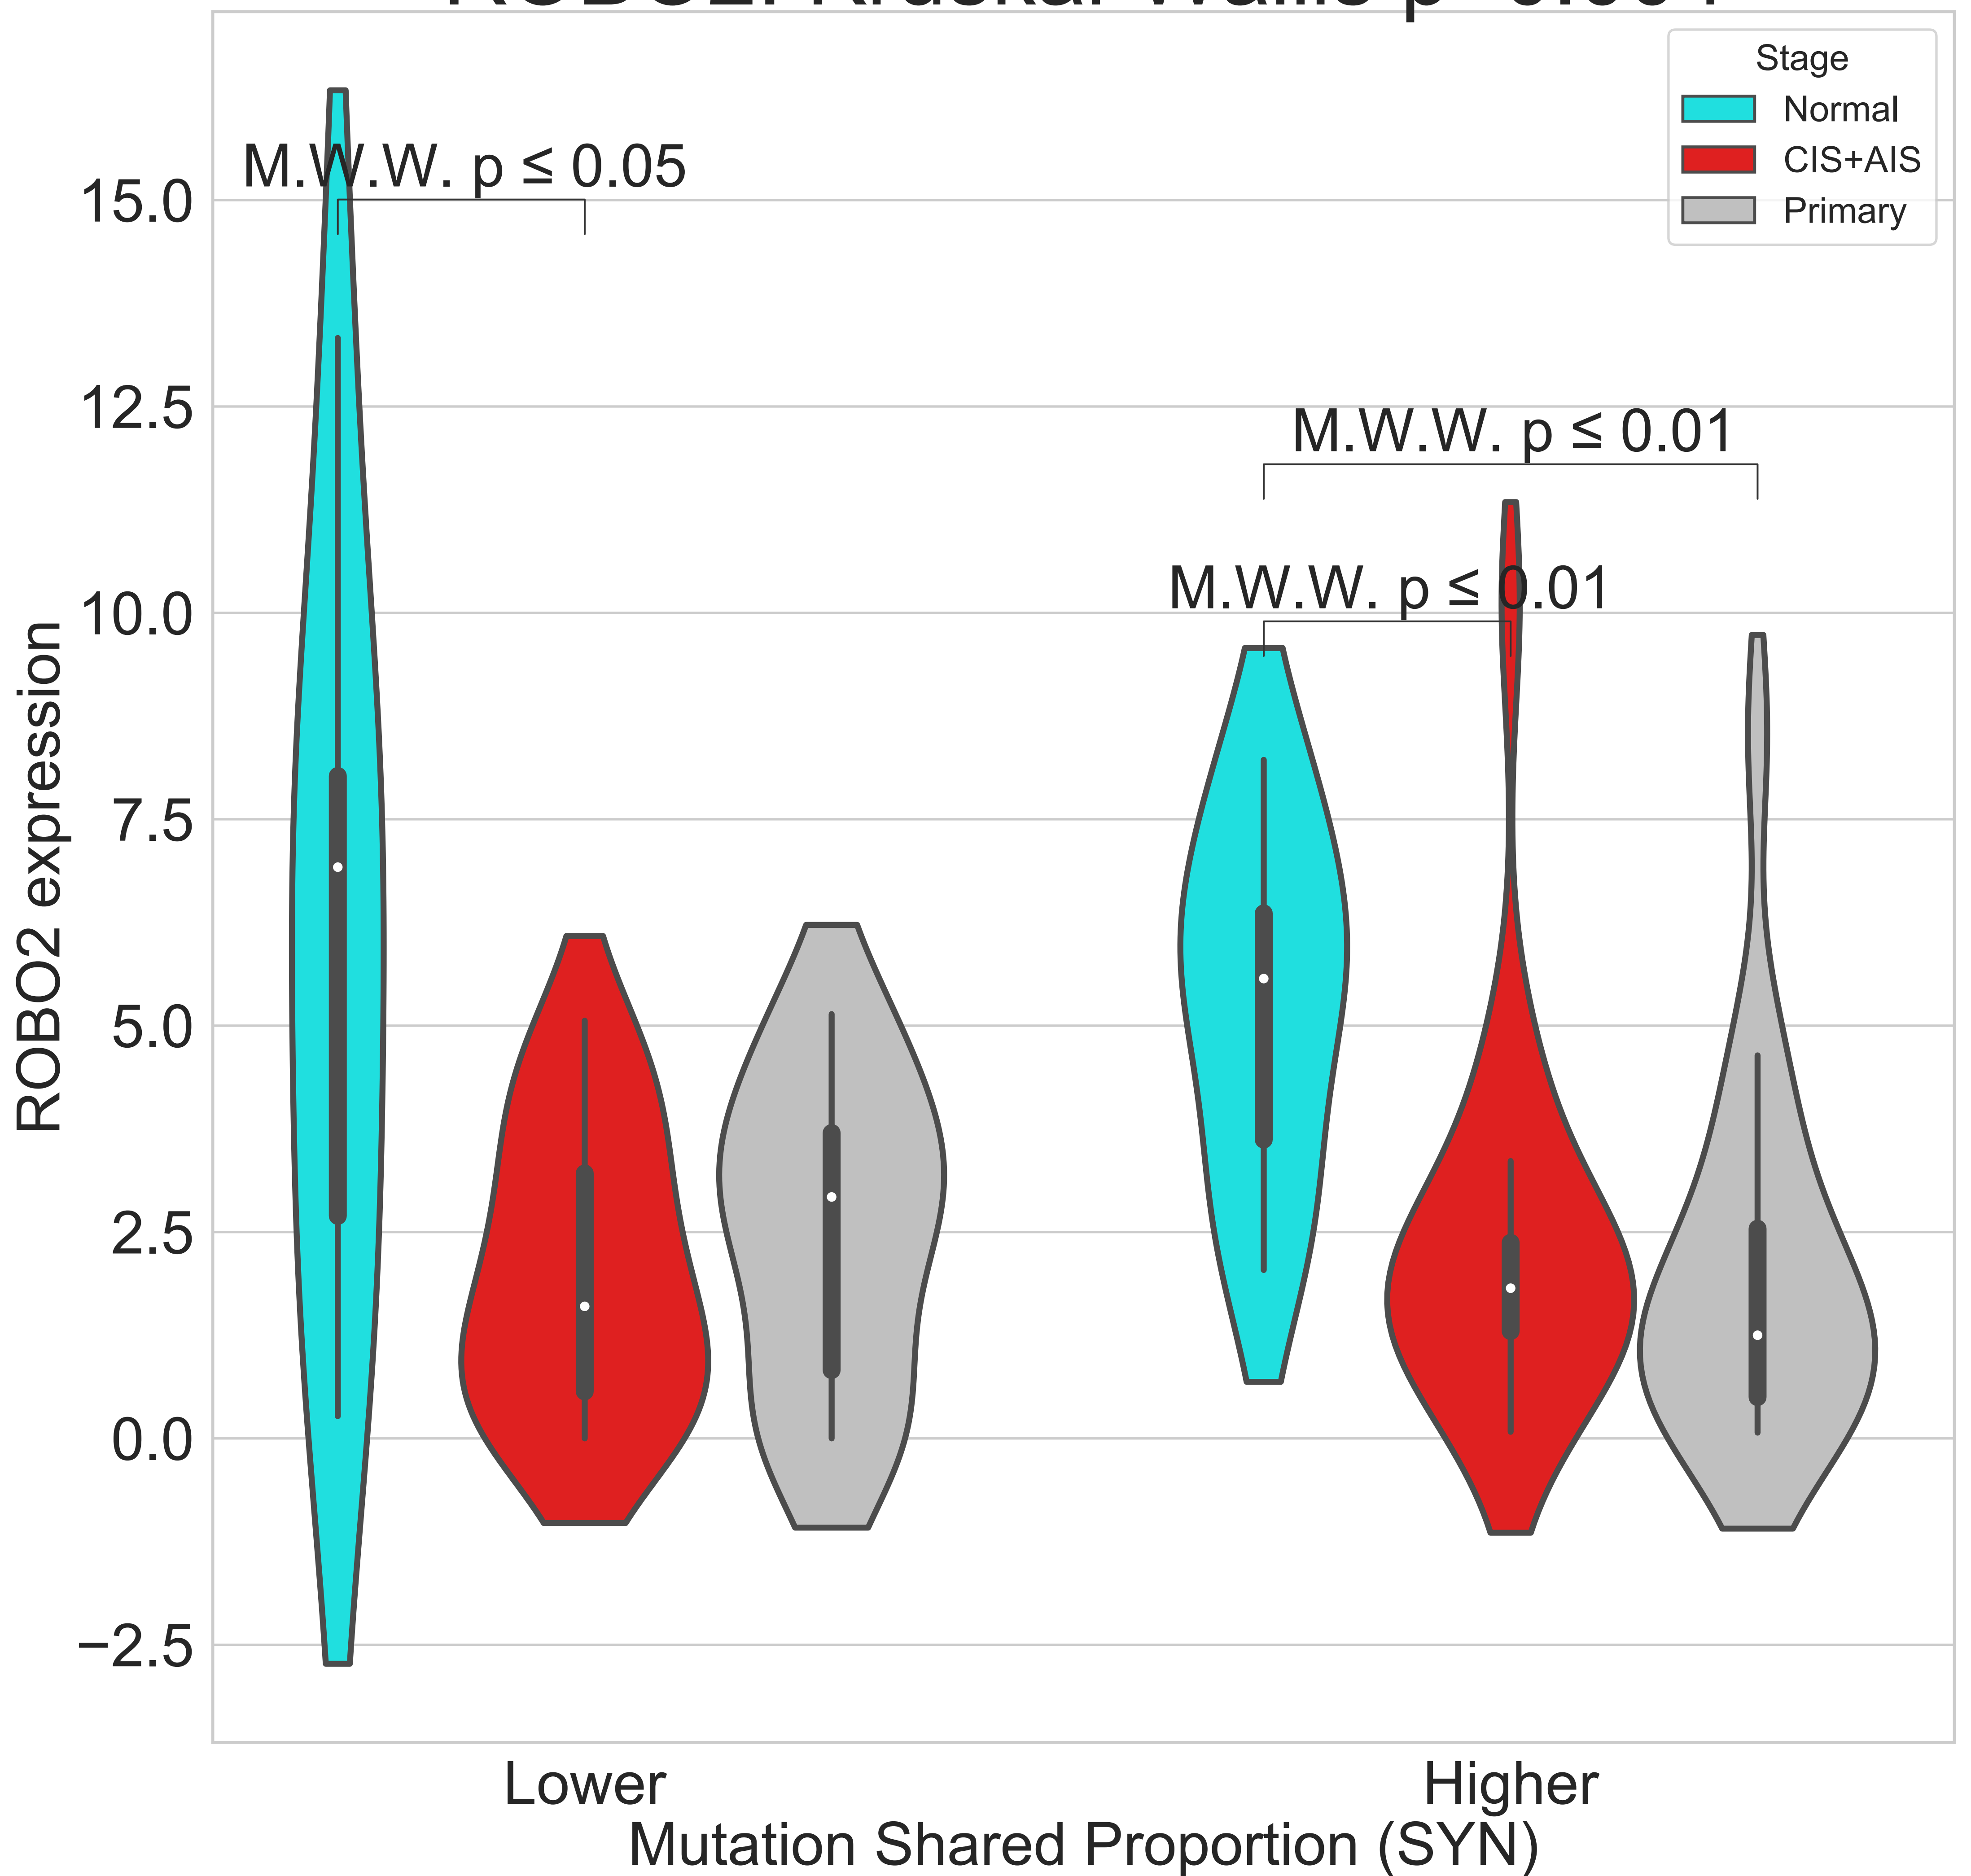 Stage
Normal
CIS+AIS
Primary
M.W.W. p ≤ 0.05
M.W.W. p ≤ 0.01
M.W.W. p ≤ 0.01
15.0
12.5
10.0
7.5
5.0
2.5
0.0
−2.5
ROBO2 expression
Lower
Higher
Mutation Shared Proportion (SYN)